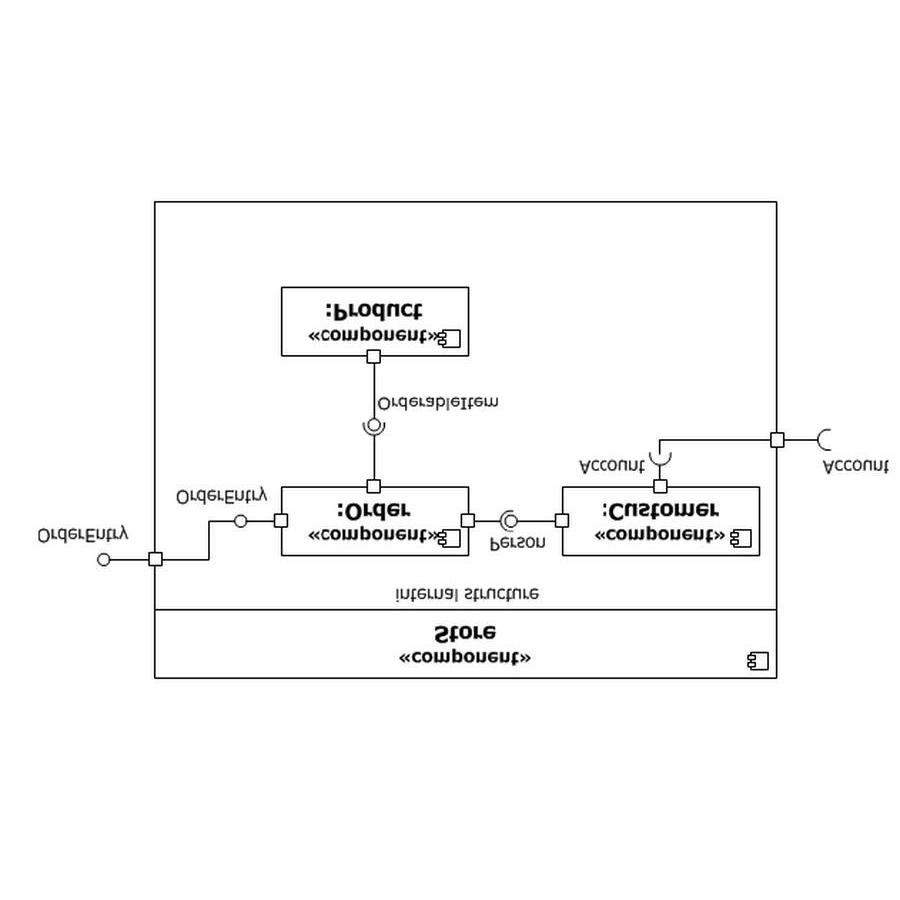 «component»
Store
internal structure
OrderEntry
OrderEntry
«component»
:Order
Person
«component»
:Customer
Account
Account
OrderableItem
«component»
:Product